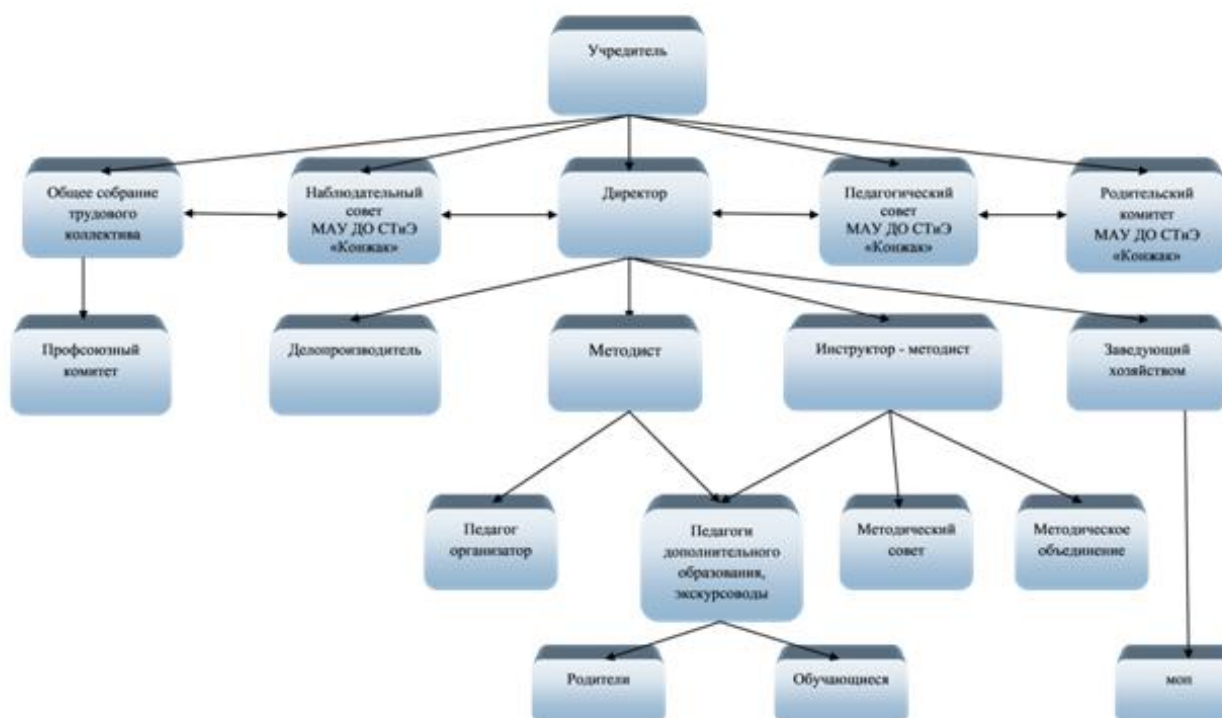 Учредитель
Общее собрание
трудового
коллектива
Наблюдательный
совет
МАУ ДО СТиЭ
«Конжак»
Директор
Педагогический
совет
МАУ ДО СТиЭ
«Конжак»
Родительский
комитет
МАУ ДО СТиЭ
«Конжак»
Профсоюзный
комитет
Делопроизводитель
Методист
Инструктор - методист
Заведующий
хозяйством
Педагог
организатор
Педагоги
дополнительного
образования,
экскурсоводы
Методический
совет
Методическое
объединение
Родители
Обучающиеся
моп